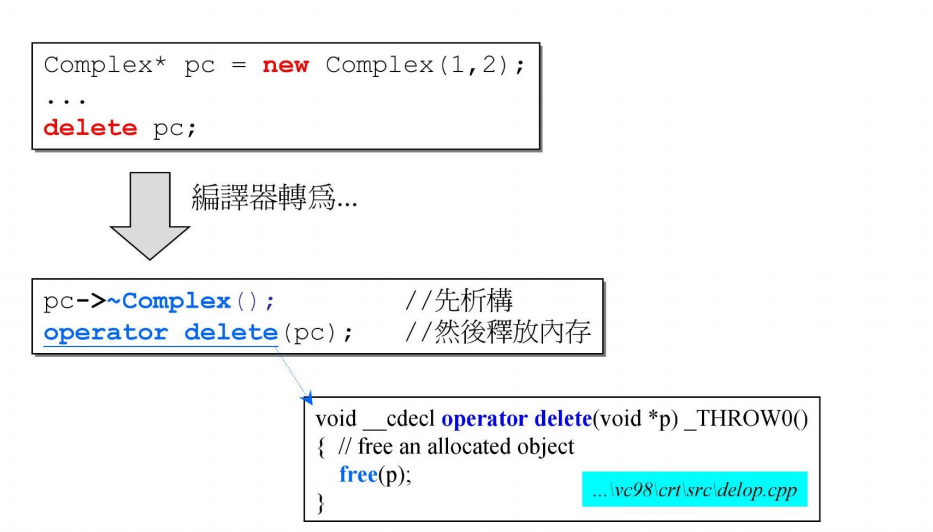 Complex* pc = new Complex(1,2);
...
delete pc;
編譯器轉爲...
pc->~Complex(); //先析構
operator delete(pc); //然後釋放內存
void __cdecl operator delete(void *p) _THROW0()
{ // free an allocated object
free(p);
}
...\vc98\crt\src\delop.cpp